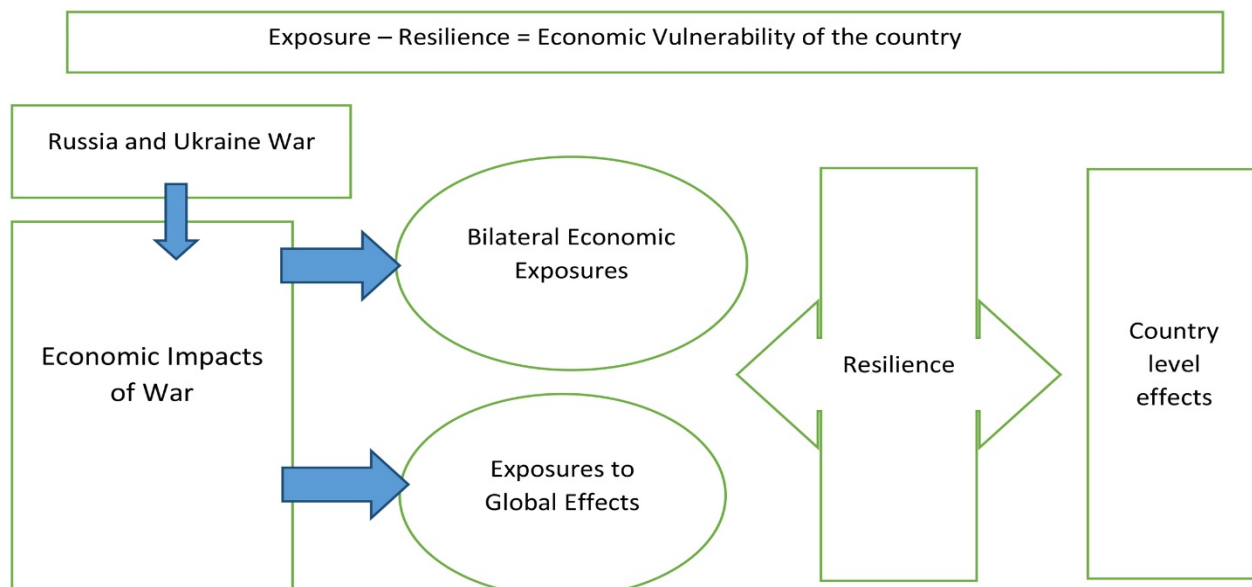 Exposure – Resilience = Economic Vulnerability of the country
Russia and Ukraine War
Economic Impacts
of War
Bilateral Economic
Exposures
Exposures to
Global Effects
Resilience
Country
level
effects